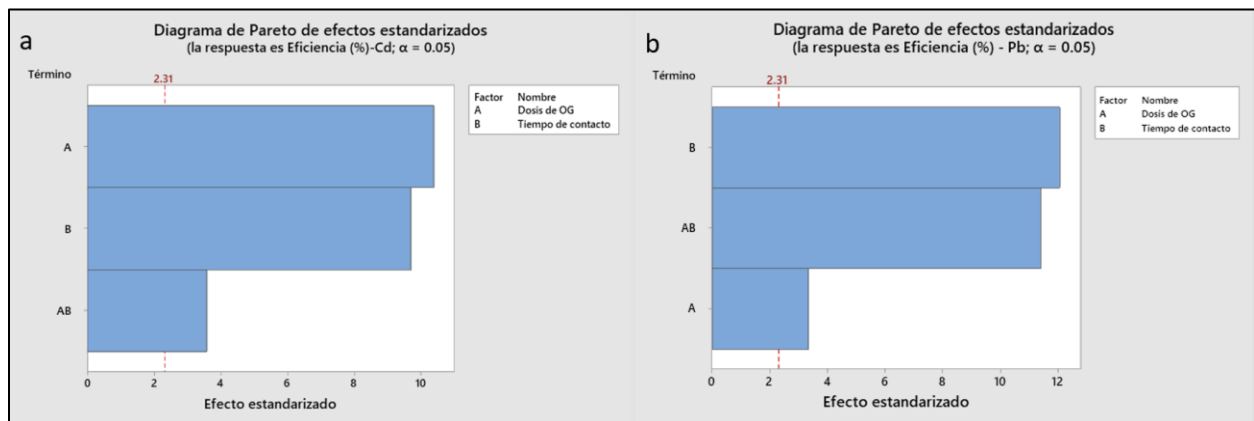 a
Diagrama de Pareto de efectos estandarizados
(la respuesta es Eficiencia (%)-Cd; α = 0.05)
Término
2.31
Factor Nombre
A Dosis de OG
B Tiempo de contacto
A
B
AB
0 2 4 6 8 10
Efecto estandarizado
b
Diagrama de Pareto de efectos estandarizados
(la respuesta es Eficiencia (%) - Pb; α = 0.05)
Término
2.31
Factor Nombre
A Dosis de OG
B Tiempo de contacto
B
AB
A
0 2 4 6 8 10 12
Efecto estandarizado